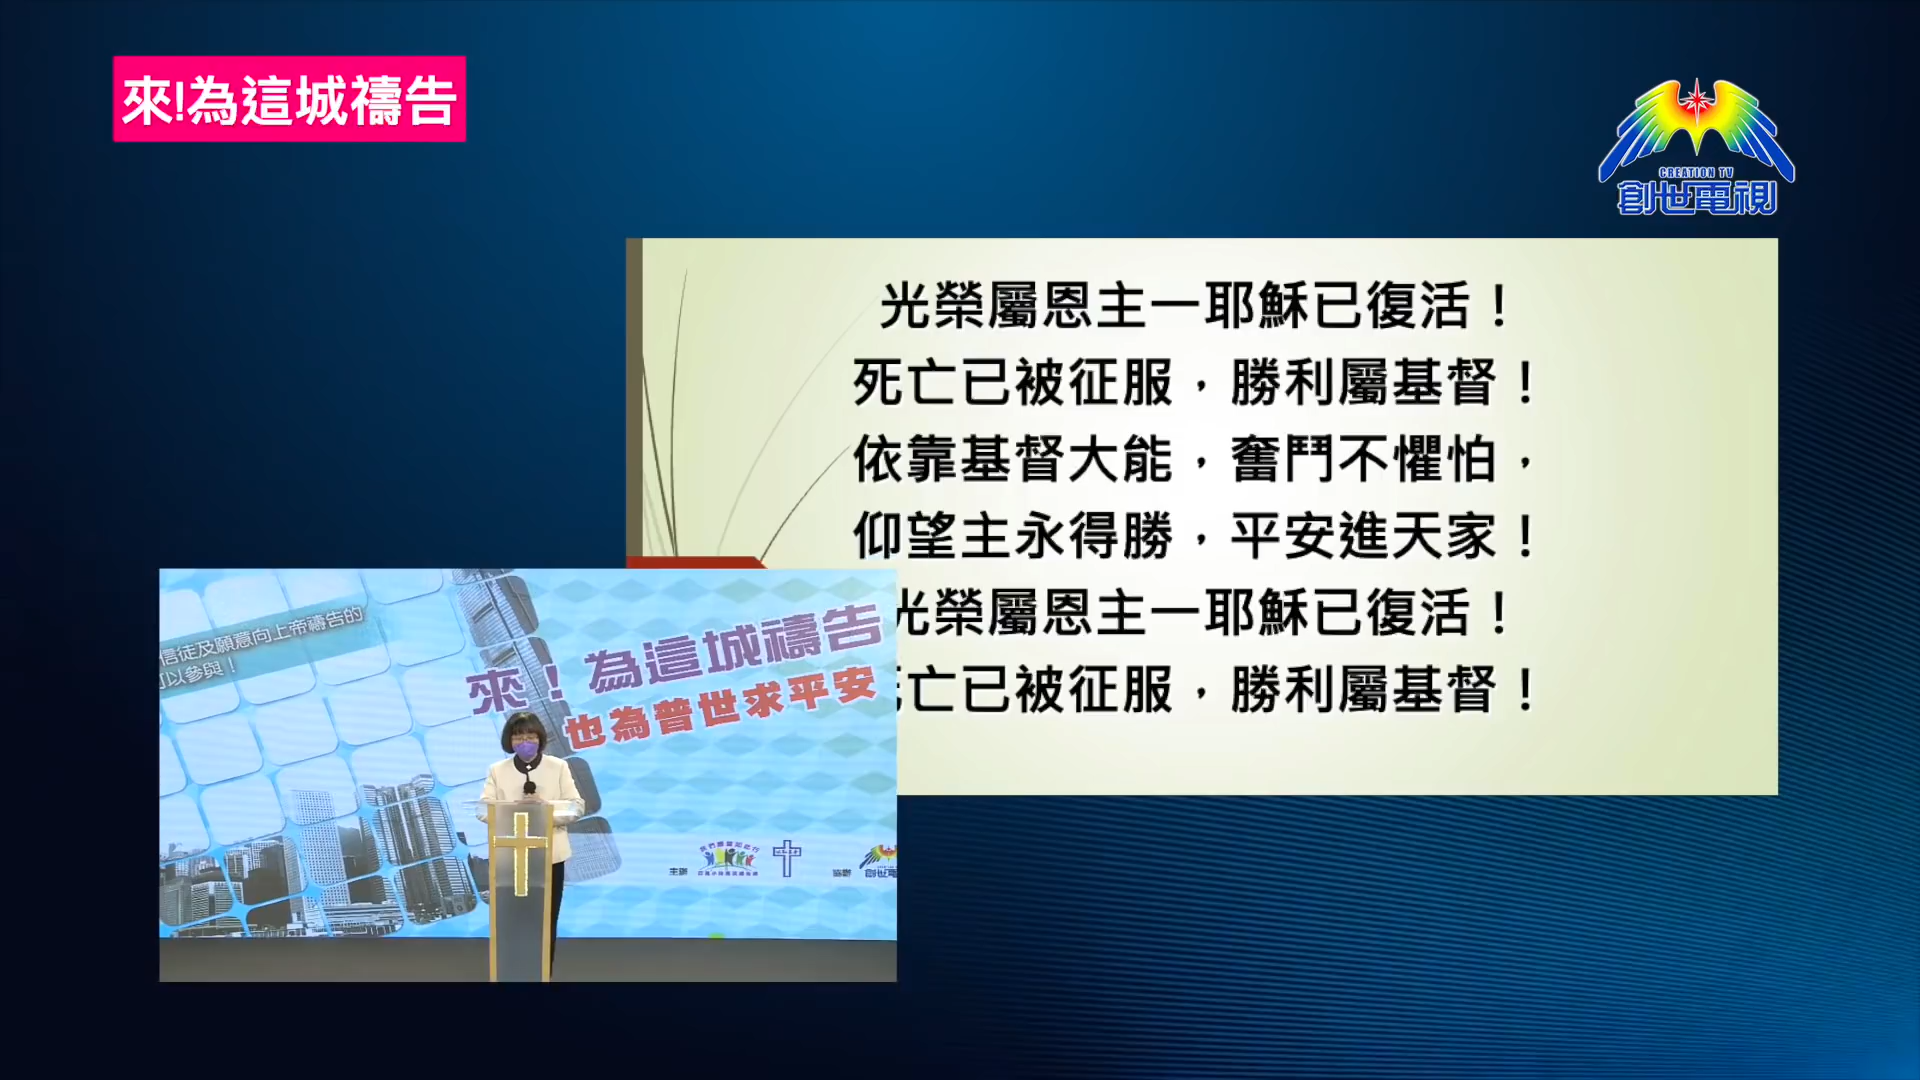 來!為這城禱告
CREATION TV
創世電視
光榮屬恩主一耶穌已復活！
死亡已被征服，勝利屬基督！
依靠基督大能，奮鬥不懼怕，
仰望主永得勝，平安進天家！
光榮屬恩主一耶穌已復活！
亡已被征服，勝利屬基督！
信徒及願意向上帝禱告的
可以參與！
來！為這城禱告
也為普世求平安
主辦
協辦